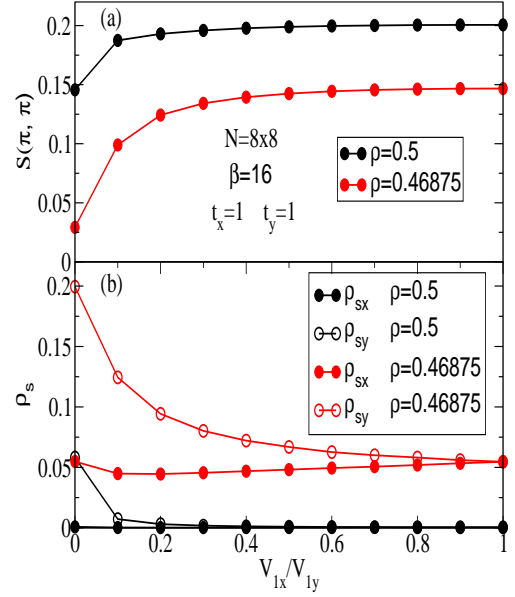 (a)
0.2
0.15
0.1
0.05
0
S(π, π)
N=8x8
β=16
t_x=1 t_y=1
ρ=0.5
ρ=0.46875
(b)
0.2
0.15
0.1
0.05
0
ρ_s
ρ_sx ρ=0.5
ρ_sy ρ=0.5
ρ_sx ρ=0.46875
ρ_sy ρ=0.46875
0 0.2 0.4 0.6 0.8 1
V_1x/V_1y